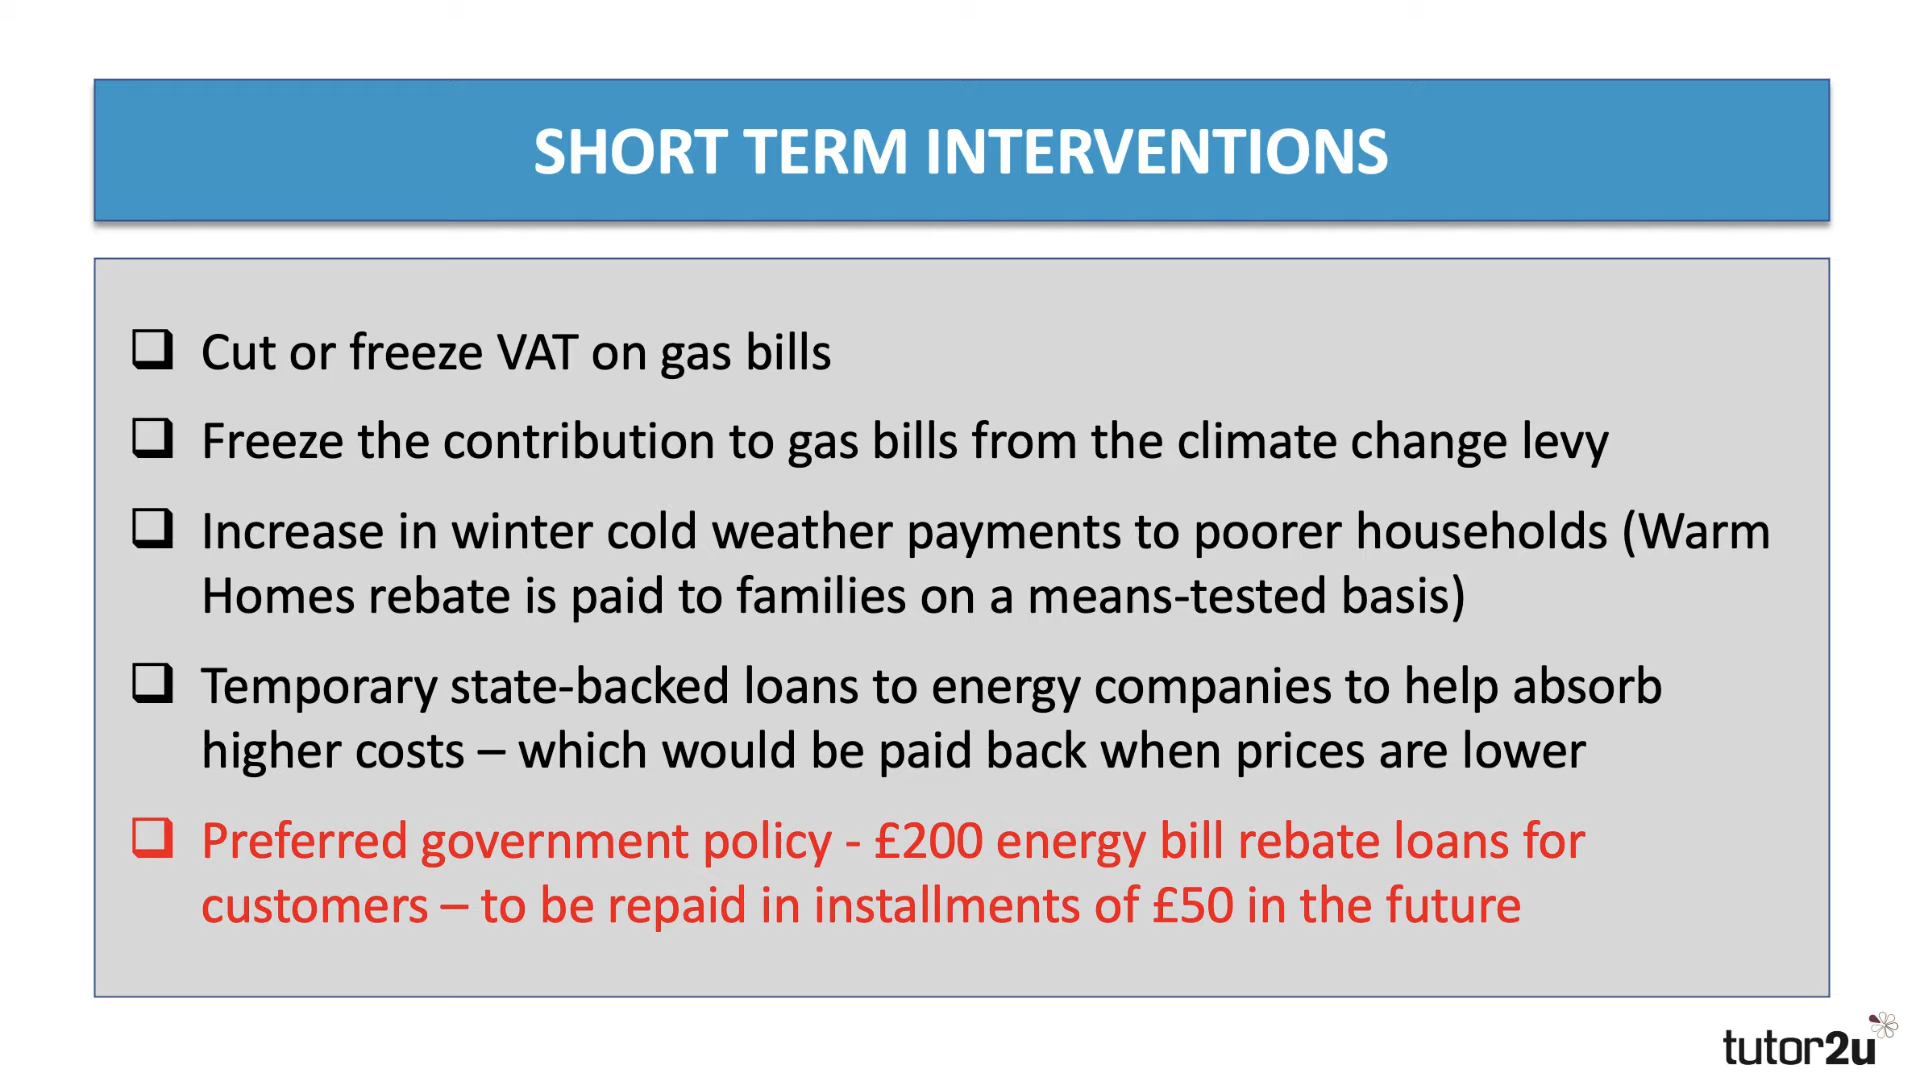 SHORT TERM INTERVENTIONS
Cut or freeze VAT on gas bills
Freeze the contribution to gas bills from the climate change levy
Increase in winter cold weather payments to poorer households (Warm
Homes rebate is paid to families on a means-tested basis)
Temporary state-backed loans to energy companies to help absorb
higher costs – which would be paid back when prices are lower
Preferred government policy - £200 energy bill rebate loans for
customers – to be repaid in installments of £50 in the future
tutor2u